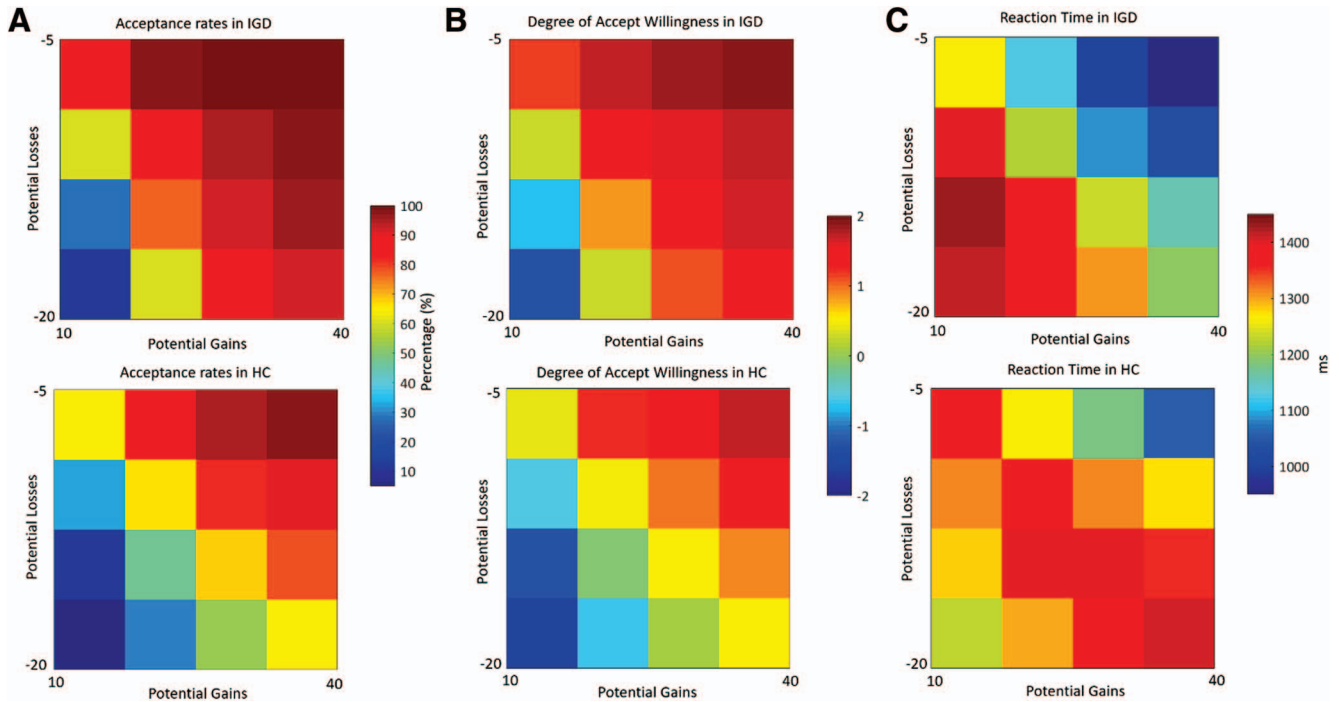 A
Acceptance rates in IGD
-5
Potential Losses
-20
10
40
Potential Gains
100
90
80
70
60
50
40
30
20
10
Percentage (%)
Acceptance rates in HC
-5
Potential Losses
-20
10
40
Potential Gains
B
Degree of Accept Willingness in IGD
-5
Potential Losses
-20
10
40
Potential Gains
2
1
0
-1
-2
Degree of Accept Willingness in HC
-5
Potential Losses
-20
10
40
Potential Gains
C
Reaction Time in IGD
-5
Potential Losses
-20
10
40
Potential Gains
1400
1300
1200
1100
1000
ms
Reaction Time in HC
-5
Potential Losses
-20
10
40
Potential Gains